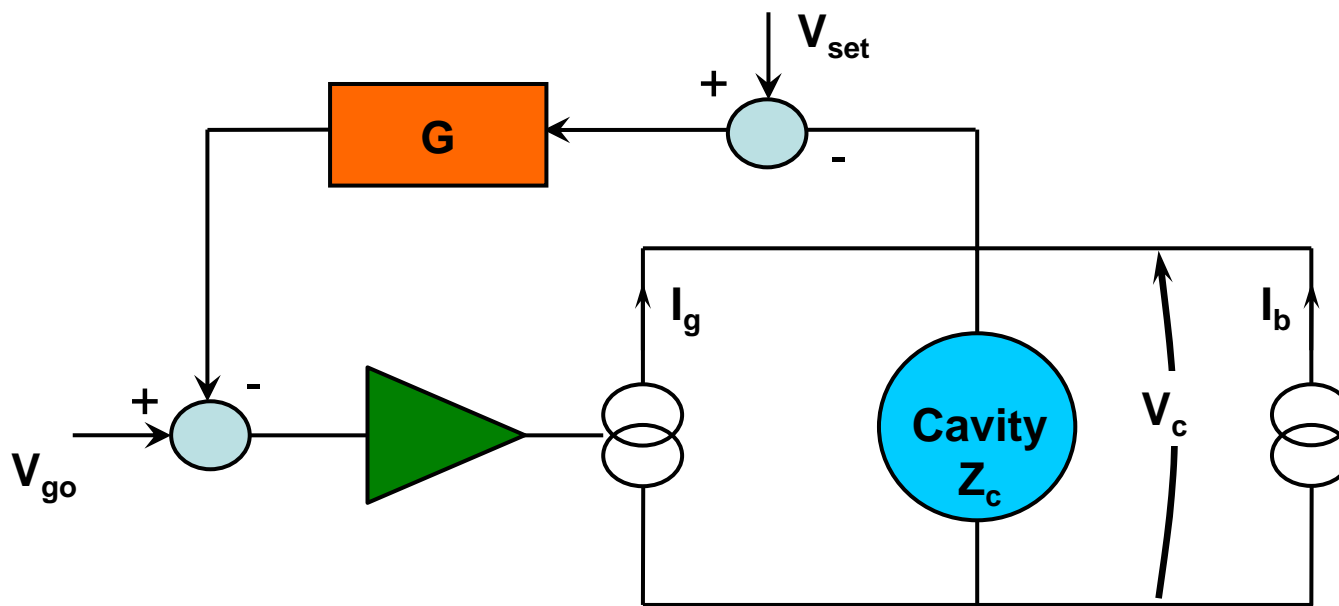 V_set
+
G
-
I_g
I_b
-
+
V_c
Cavity
Z_c
V_go